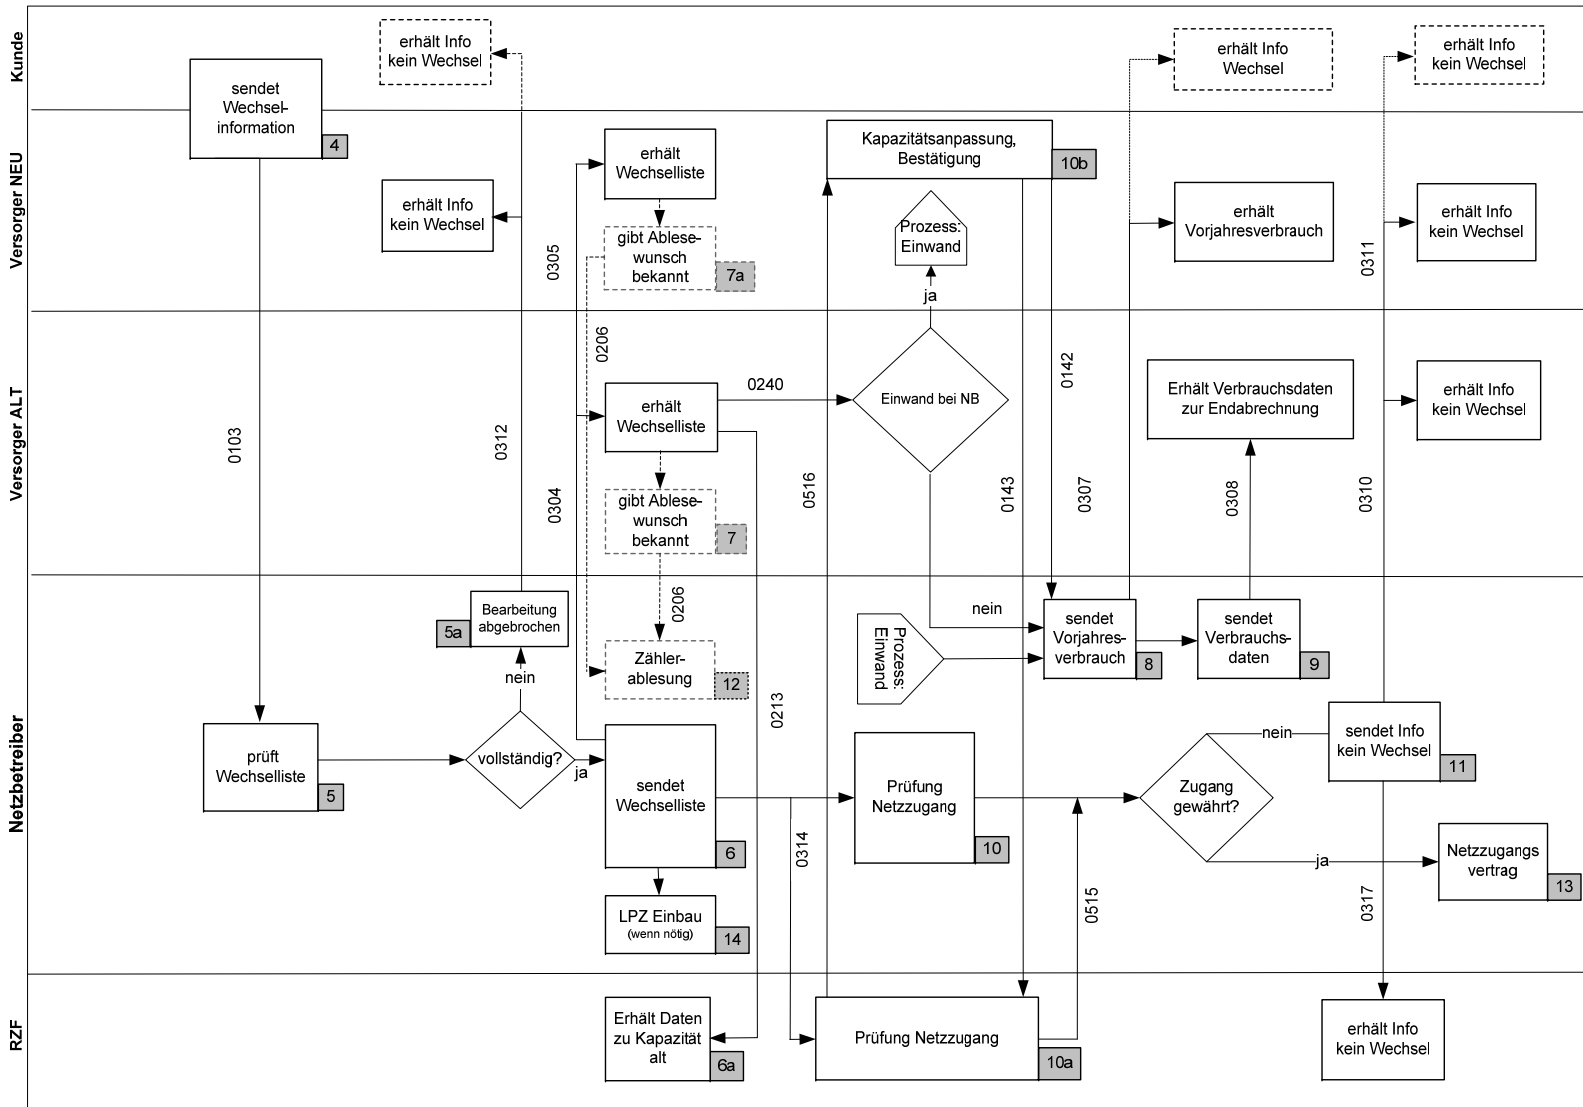 Kunde
sendet
Wechsel-
information
4
erhält Info
kein Wechsel
erhält Info
Wechsel
erhält Info
kein Wechsel
Versorger NEU
erhält Info
kein Wechsel
0305
erhält
Wechselliste
gibt Ablese-
wunsch
bekannt
7a
Kapazitätsanpassung,
Bestätigung
10b
Prozess:
Einwand
ja
erhält
Vorjahresverbrauch
0311
erhält Info
kein Wechsel
Versorger ALT
0103
0312
0304
0206
erhält
Wechselliste
0240
gibt Ablese-
wunsch
bekannt
7
0516
Einwand bei NB
0143
0142
0307
Erhält Verbrauchsdaten
zur Endabrechnung
0308
0310
erhält Info
kein Wechsel
Netzbetreiber
prüft
Wechselliste
5
Bearbeitung
abgebrochen
5a
nein
vollständig?
ja
0206
Zähler-
ablesung
12
0213
sendet
Wechselliste
6
LPZ Einbau
(wenn nötig)
14
0314
nein
Prozess:
Einwand
sendet
Vorjahres-
verbrauch
8
sendet
Verbrauchs-
daten
9
Prüfung
Netzzugang
10
0515
Zugang
gewährt?
nein
ja
sendet Info
kein Wechsel
11
0317
Netzzugangs
vertrag
13
RZF
Erhält Daten
zu Kapazität
alt
6a
Prüfung Netzzugang
10a
erhält Info
kein Wechsel